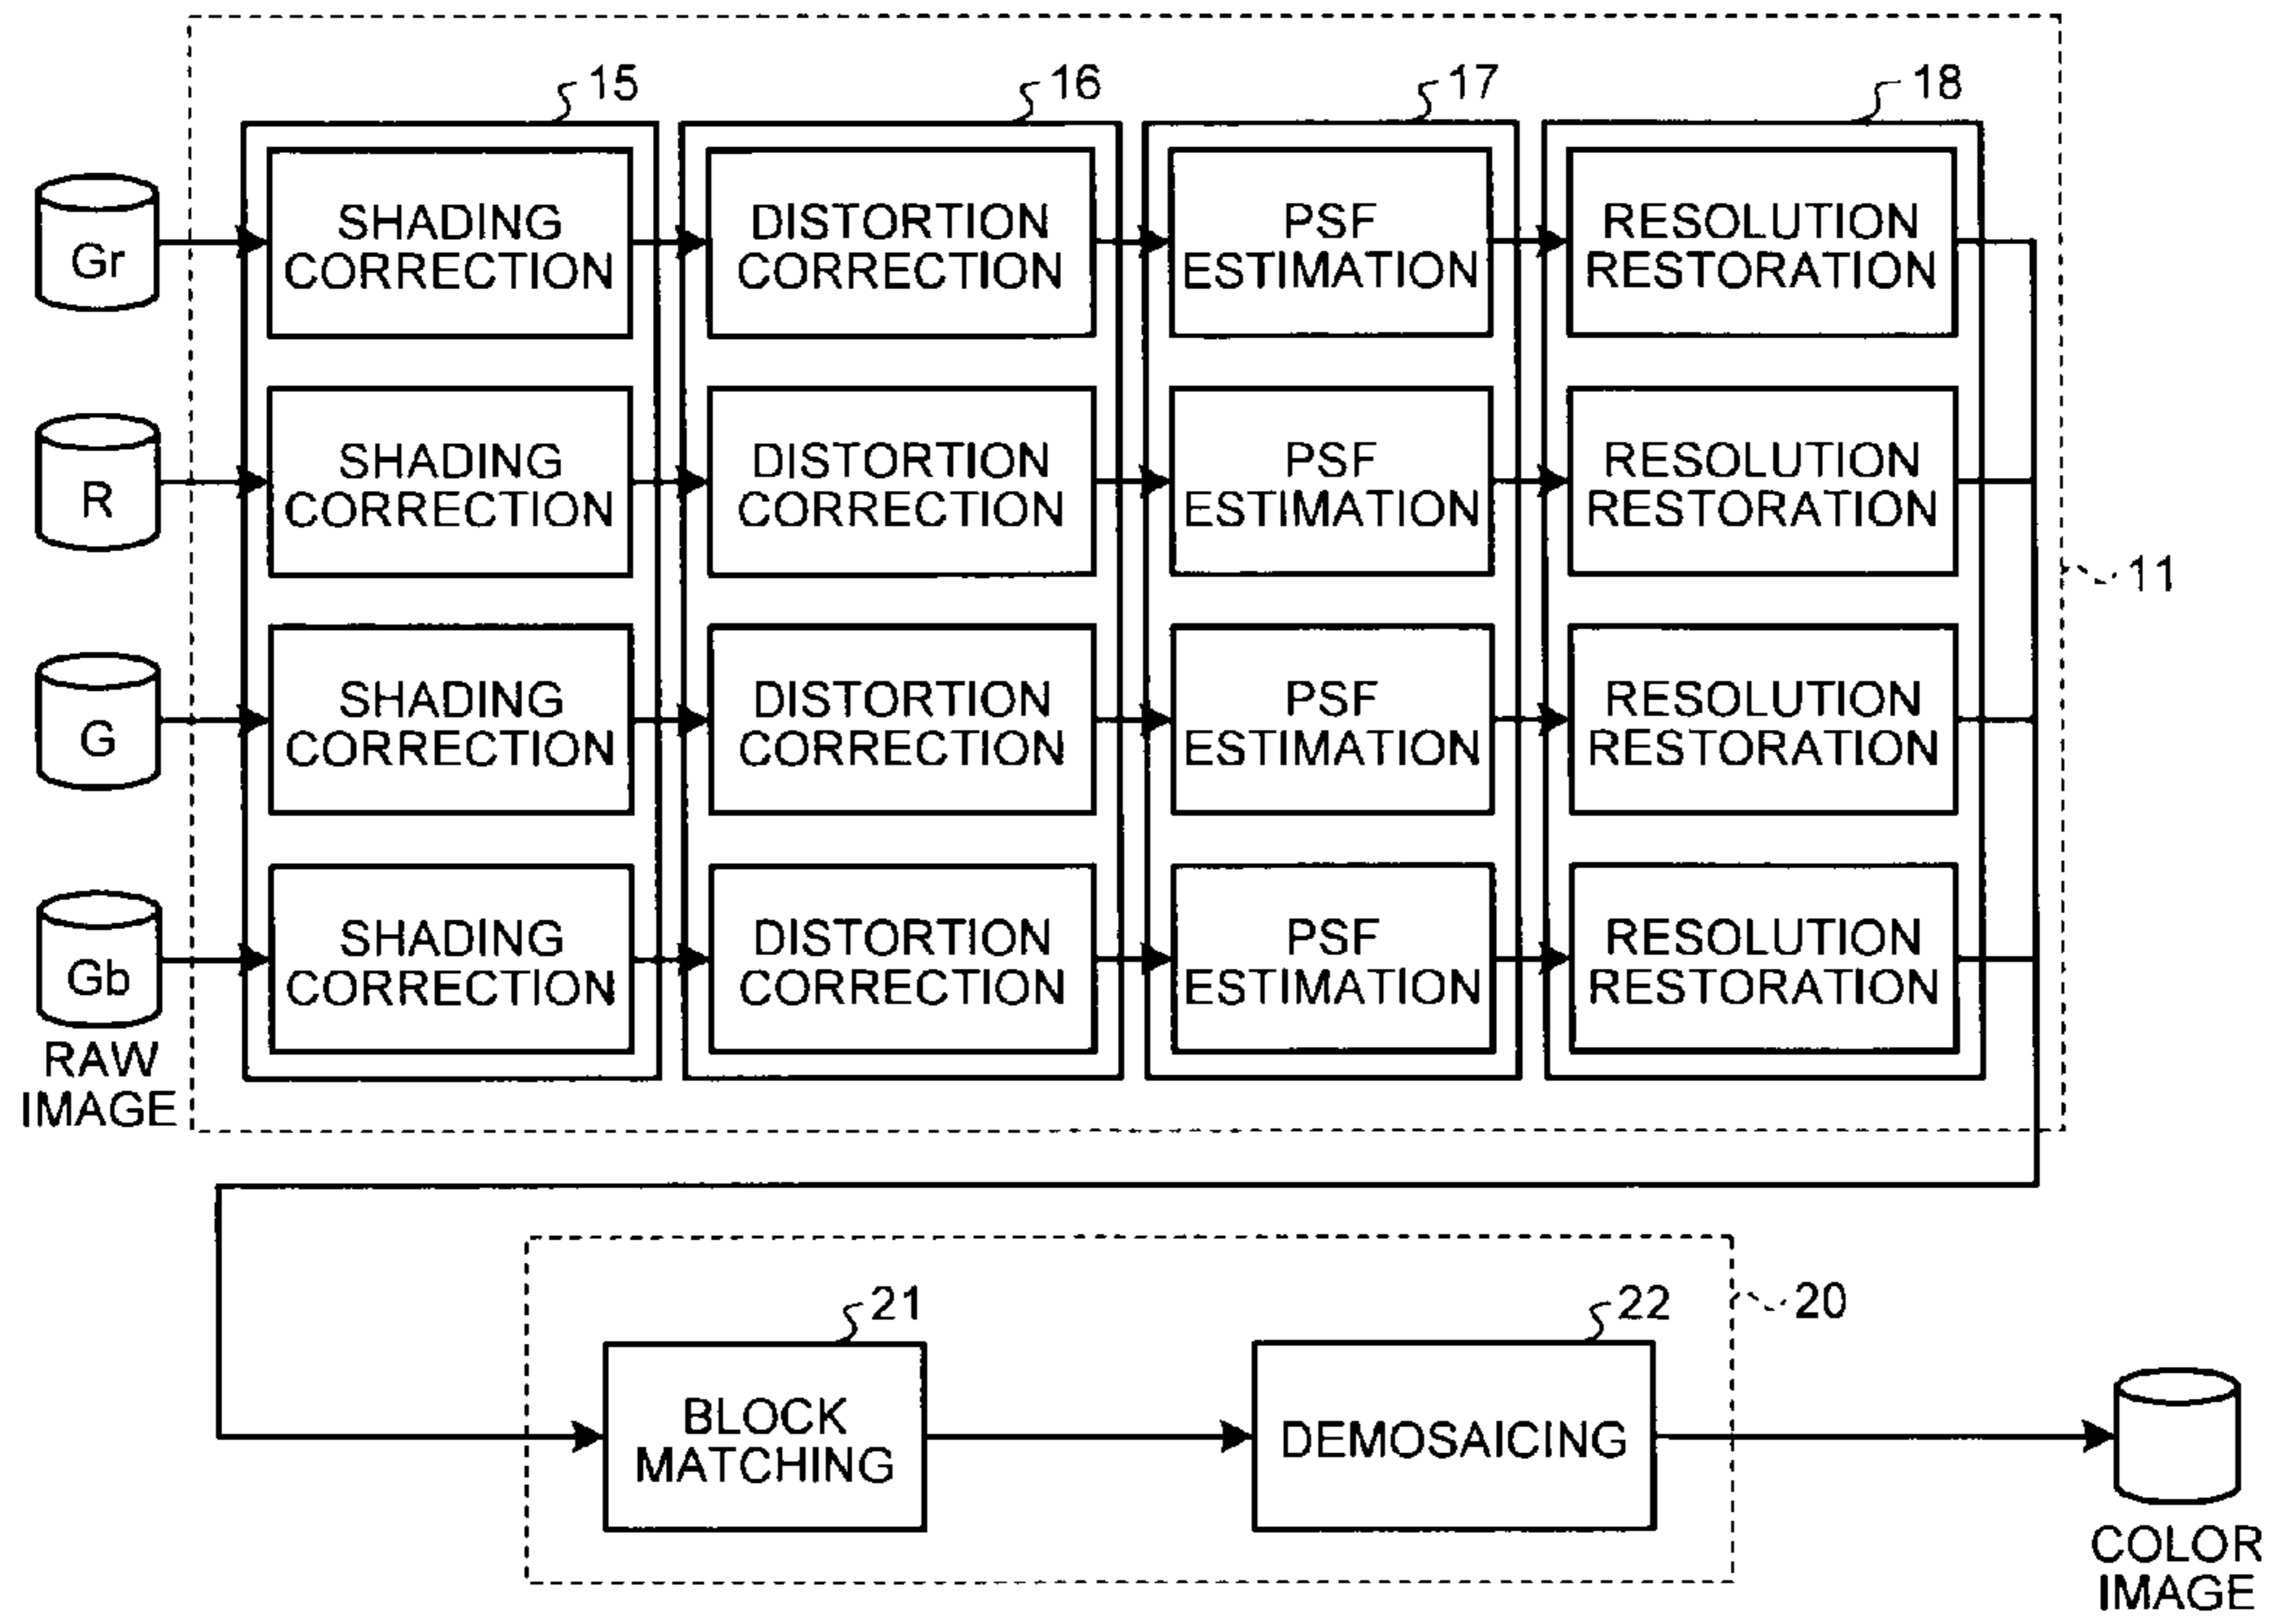 15
16
17
18
Gr
SHADING
CORRECTION
DISTORTION
CORRECTION
PSF
ESTIMATION
RESOLUTION
RESTORATION
R
SHADING
CORRECTION
DISTORTION
CORRECTION
PSF
ESTIMATION
RESOLUTION
RESTORATION
11
G
SHADING
CORRECTION
DISTORTION
CORRECTION
PSF
ESTIMATION
RESOLUTION
RESTORATION
Gb
SHADING
CORRECTION
DISTORTION
CORRECTION
PSF
ESTIMATION
RESOLUTION
RESTORATION
RAW
IMAGE
21
22
20
BLOCK
MATCHING
DEMOSAICING
COLOR
IMAGE